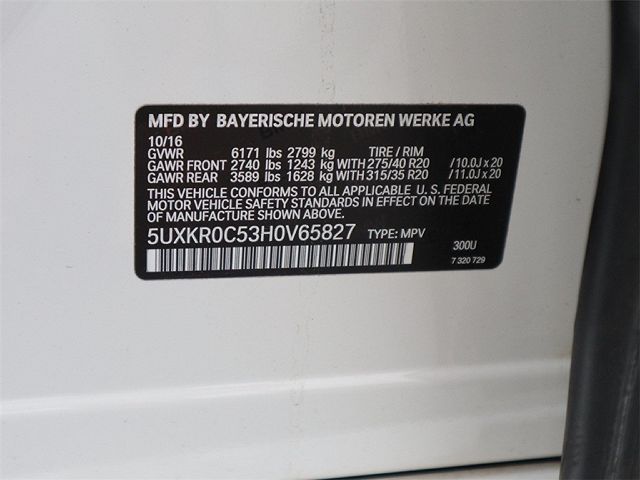 MFD BY BAYERISCHE MOTOREN WERKE AG
10/16
GVWR 6171 lbs 2799 kg TIRE / RIM
GAWR FRONT 2740 lbs 1243 kg WITH 275/40 R20 /10.0J x 20
GAWR REAR 3589 lbs 1628 kg WITH 315/35 R20 /11.0J x 20
THIS VEHICLE CONFORMS TO ALL APPLICABLE U. S. FEDERAL
MOTOR VEHICLE SAFETY STANDARDS IN EFFECT ON THE DATE
OF MANUFACTURE SHOWN ABOVE.
5UXKR0C53H0V65827 TYPE: MPV
300U
7 320 729